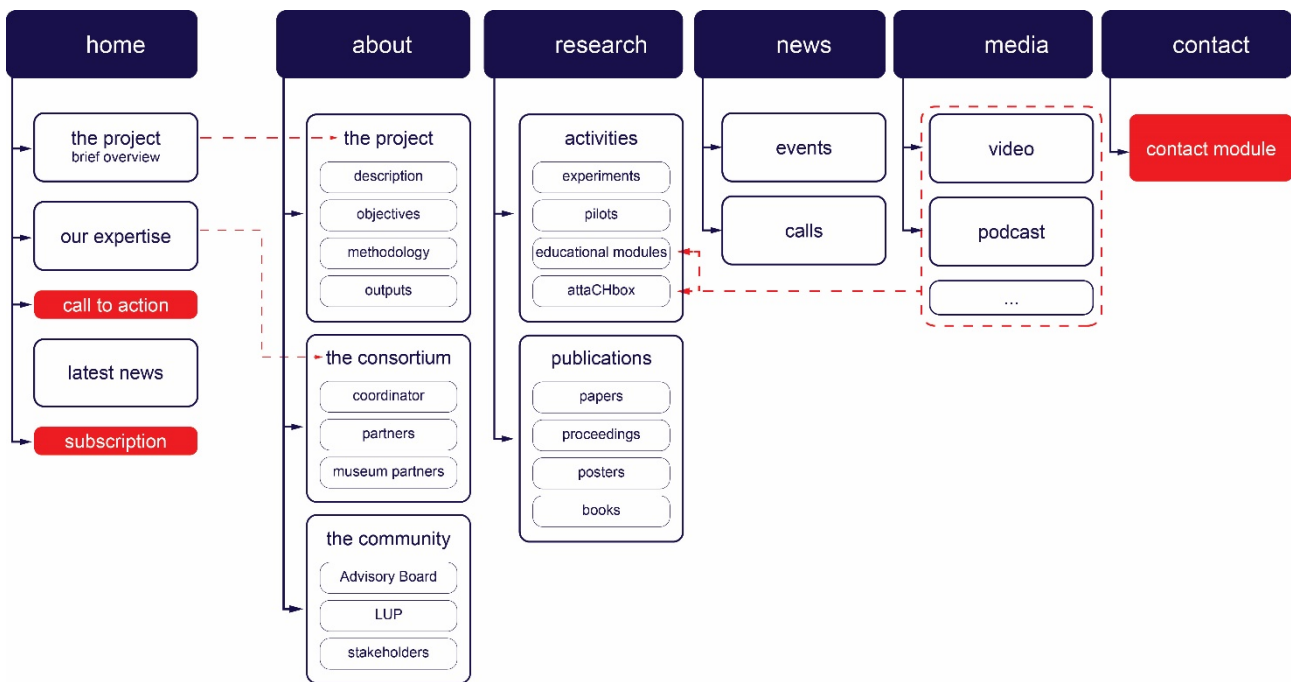 home
about
research
news
media
contact
the project
brief overview
our expertise
call to action
latest news
subscription
the project
description
objectives
methodology
outputs
the consortium
coordinator
partners
museum partners
the community
Advisory Board
LUP
stakeholders
activities
experiments
pilots
educational modules
attaCHbox
publications
papers
proceedings
posters
books
events
calls
video
podcast
...
contact module